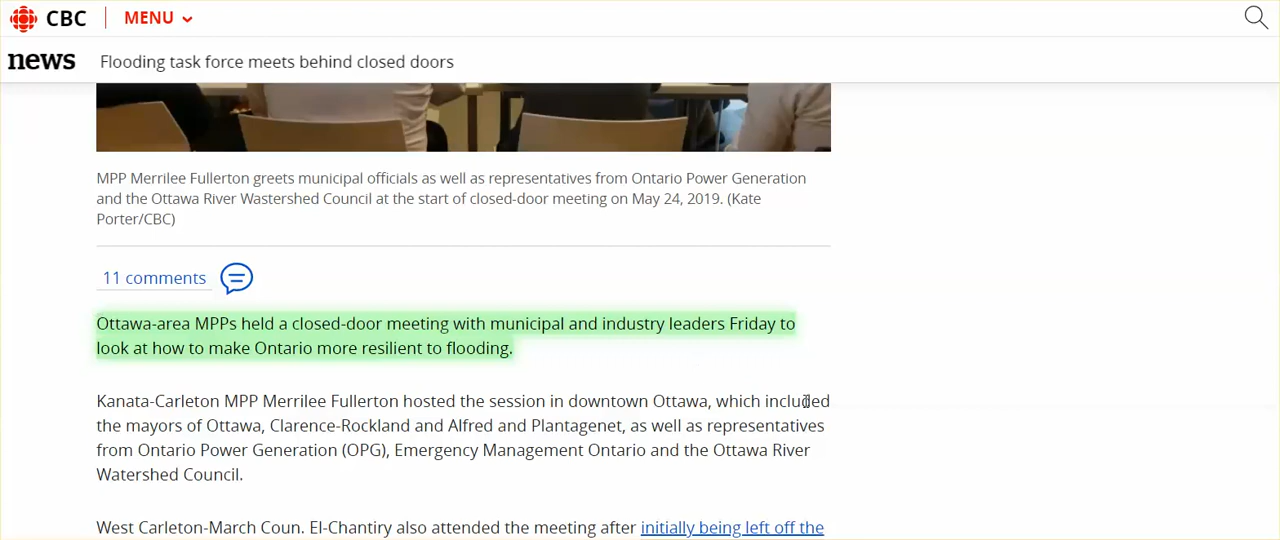 CBC MENU
news Flooding task force meets behind closed doors
MPP Merrilee Fullerton greets municipal officials as well as representatives from Ontario Power Generation
and the Ottawa River Wastershed Council at the start of closed-door meeting on May 24, 2019. (Kate
Porter/CBC)
11 comments
Ottawa-area MPPs held a closed-door meeting with municipal and industry leaders Friday to
look at how to make Ontario more resilient to flooding.
Kanata-Carleton MPP Merrilee Fullerton hosted the session in downtown Ottawa, which included
the mayors of Ottawa, Clarence-Rockland and Alfred and Plantagenet, as well as representatives
from Ontario Power Generation (OPG), Emergency Management Ontario and the Ottawa River
Watershed Council.
West Carleton-March Coun. El-Chantiry also attended the meeting after initially being left off the